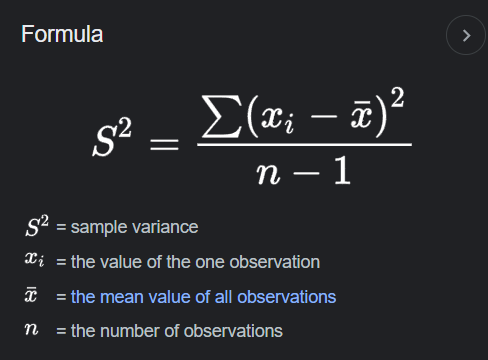 Formula
S² = ∑(xᵢ − x̄)² / n − 1
S² = sample variance
xᵢ = the value of the one observation
x̄ = the mean value of all observations
n = the number of observations